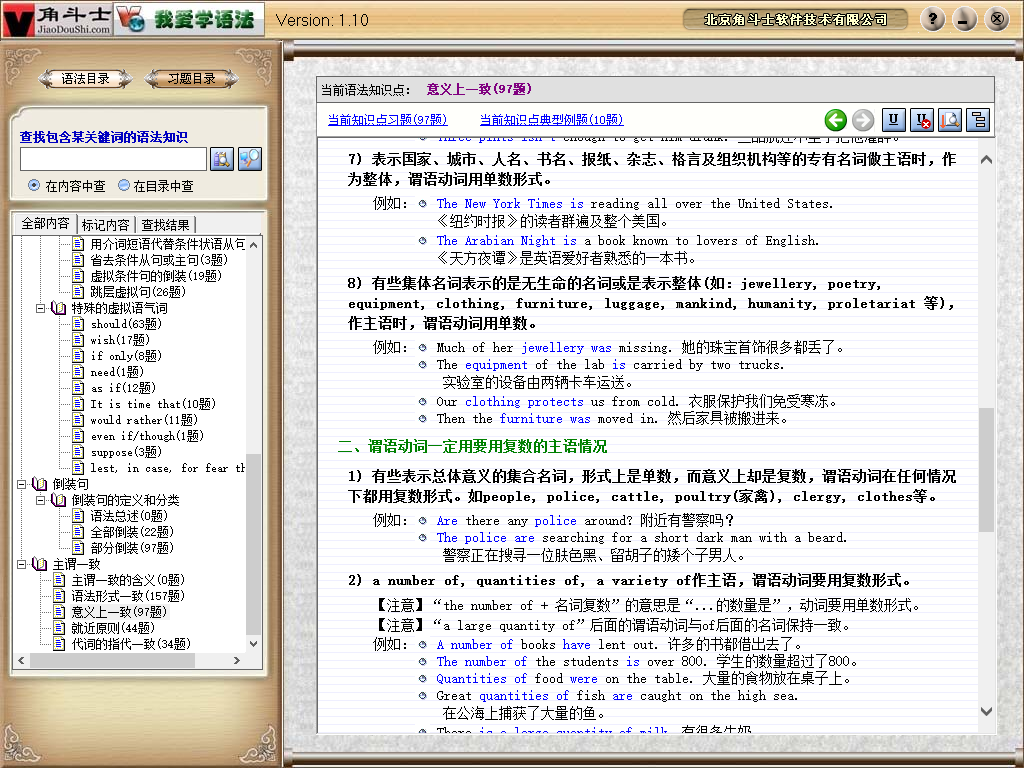 角斗士
JiaoDouShi.com
我爱学语法
Version: 1.10
北京角斗士软件技术有限公司
语法目录
习题目录
查找包含某关键词的语法知识
在内容中查
在目录中查
全部内容
标记内容
查找结果
用介词短语代替条件状语从句
省去条件从句或主句(3题)
虚拟条件句的倒装(19题)
跳层虚拟句(26题)
特殊的虚拟语气词
should(63题)
wish(17题)
if only(8题)
need(1题)
as if(12题)
It is time that(10题)
would rather(11题)
even if/though(1题)
suppose(3题)
lest, in case, for fear th
倒装句
倒装句的定义和分类
语法总述(0题)
全部倒装(22题)
部分倒装(97题)
主谓一致
主谓一致的含义(0题)
语法形式一致(157题)
意义上一致(97题)
就近原则(44题)
代词的指代一致(34题)
当前语法知识点： 意义上一致(97题)
当前知识点习题(97题)
当前知识点典型例题(10题)
7) 表示国家、城市、人名、书名、报纸、杂志、格言及组织机构等的专有名词做主语时，作
为整体，谓语动词用单数形式。
例如： The New York Times is reading all over the United States.
《纽约时报》的读者群遍及整个美国。
The Arabian Night is a book known to lovers of English.
《天方夜谭》是英语爱好者熟悉的一本书。
8) 有些集体名词表示的是无生命的名词或是表示整体(如：jewellery, poetry,
equipment, clothing, furniture, luggage, mankind, humanity, proletariat 等)，
作主语时，谓语动词用单数。
例如： Much of her jewellery was missing. 她的珠宝首饰很多都丢了。
The equipment of the lab is carried by two trucks.
实验室的设备由两辆卡车运送。
Our clothing protects us from cold. 衣服保护我们免受寒冻。
Then the furniture was moved in. 然后家具被搬进来。
二、谓语动词一定用要用复数的主语情况
1) 有些表示总体意义的集合名词，形式上是单数，而意义上却是复数，谓语动词在任何情况
下都用复数形式。如people, police, cattle, poultry(家禽), clergy, clothes等。
例如： Are there any police around? 附近有警察吗?
The police are searching for a short dark man with a beard.
警察正在搜寻一位肤色黑、留胡子的矮个子男人。
2) a number of, quantities of, a variety of作主语，谓语动词要用复数形式。
【注意】“the number of + 名词复数”的意思是“...的数量是”，动词要用单数形式。
【注意】“a large quantity of”后面的谓语动词与of后面的名词保持一致。
例如： A number of books have lent out. 许多的书都借出去了。
The number of the students is over 800. 学生的数量超过了800。
Quantities of food were on the table. 大量的食物放在桌子上。
Great quantities of fish are caught on the high sea.
在公海上捕获了大量的鱼。
There is a large quantity of milk. 有很多牛奶